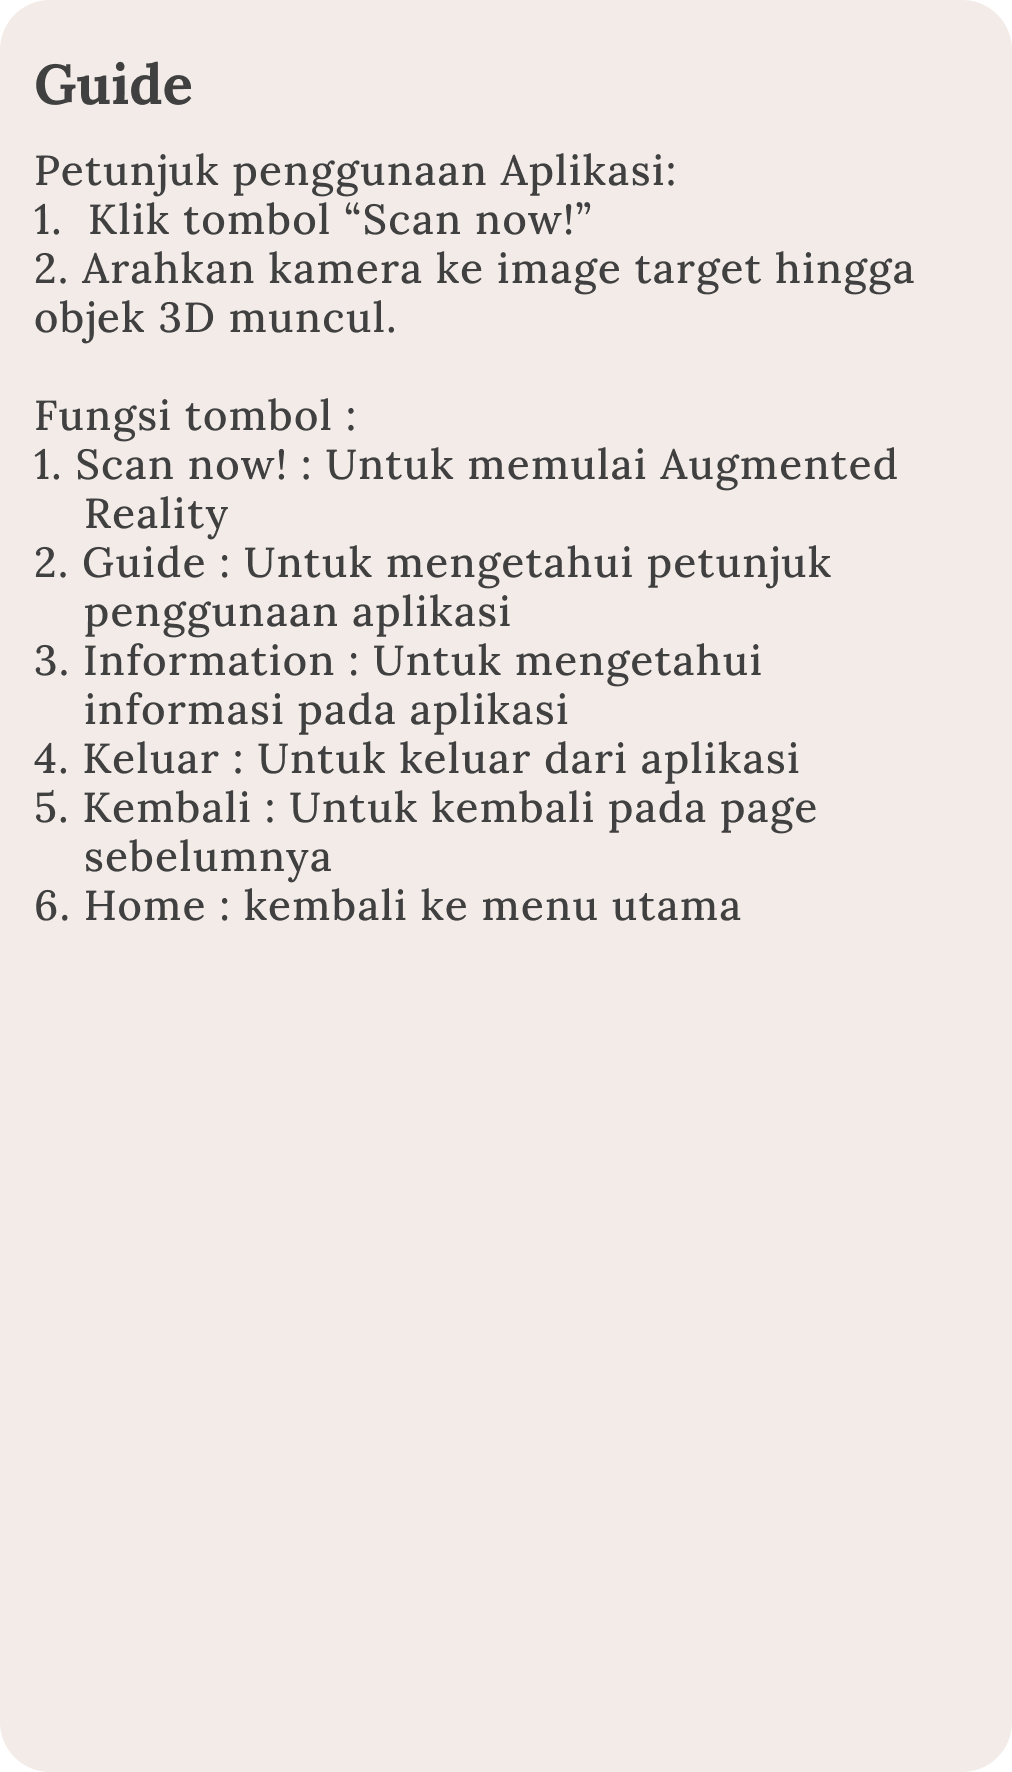 Guide
Petunjuk penggunaan Aplikasi:
1.  Klik tombol “Scan now!”
2. Arahkan kamera ke image target hingga
objek 3D muncul.
Fungsi tombol :
1. Scan now! : Untuk memulai Augmented
Reality
2. Guide : Untuk mengetahui petunjuk
penggunaan aplikasi
3. Information : Untuk mengetahui
informasi pada aplikasi
4. Keluar : Untuk keluar dari aplikasi
5. Kembali : Untuk kembali pada page
sebelumnya
6. Home : kembali ke menu utama